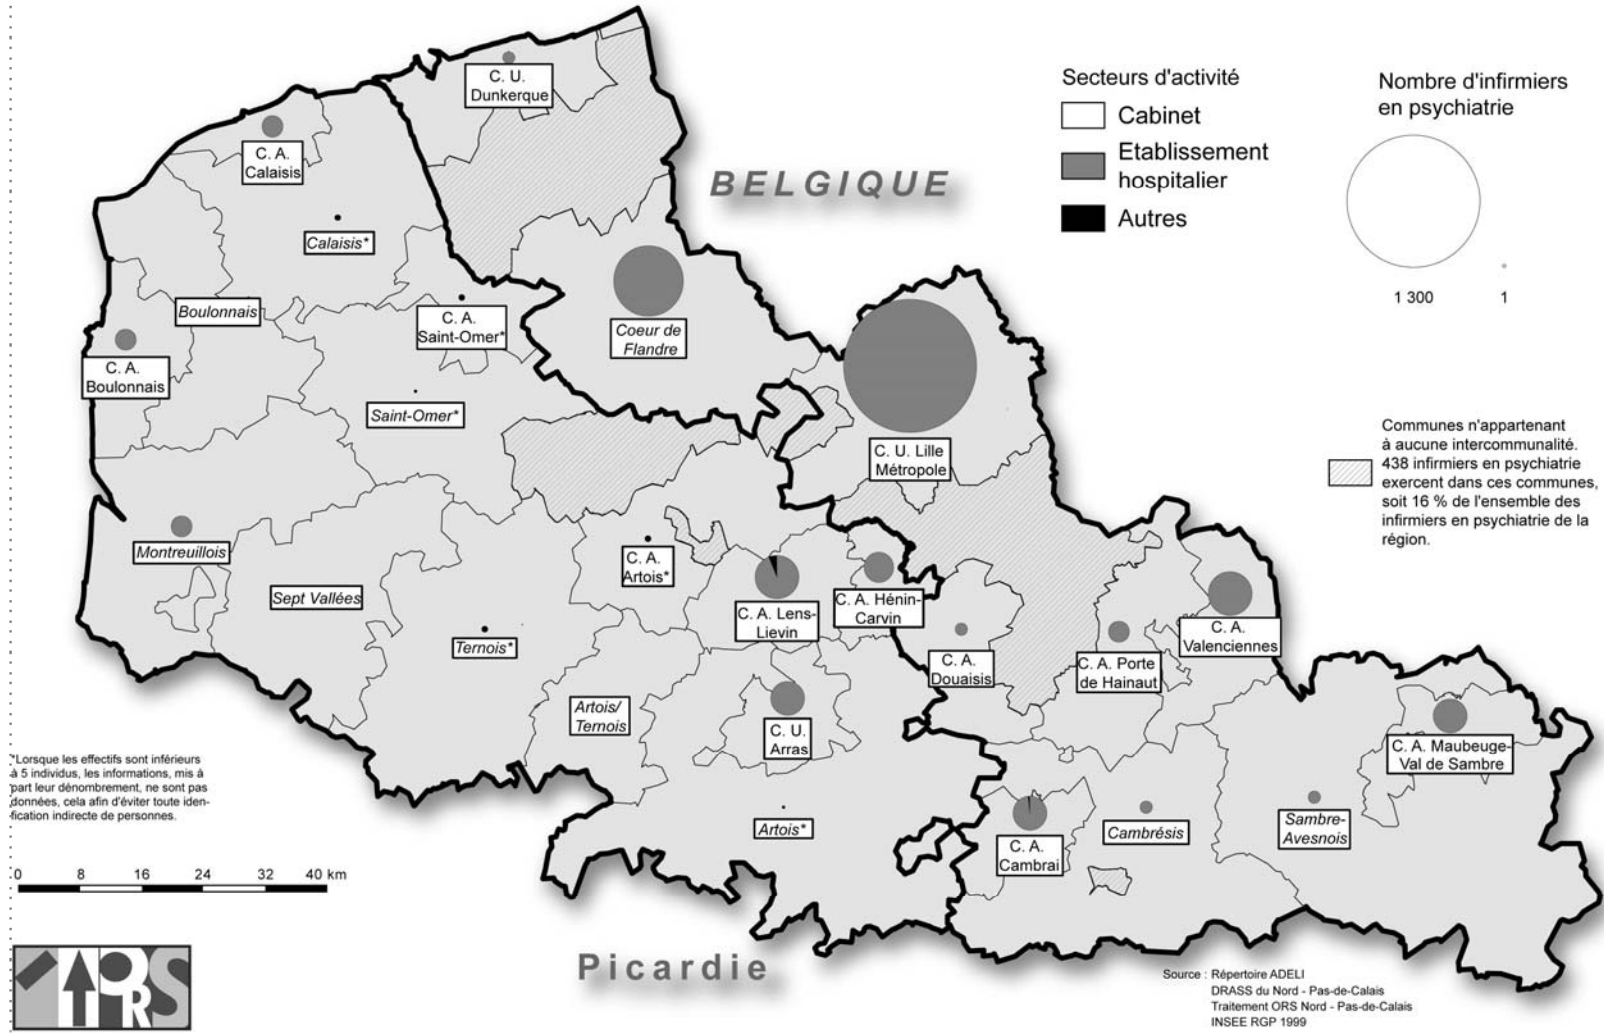 C. U.
Dunkerque
C. A.
Calaisis
Calaisis*
BELGIQUE
Secteurs d'activité
Cabinet
Etablissement
hospitalier
Autres
Nombre d'infirmiers
en psychiatrie
1 300
1
Boulonnais
C. A.
Saint-Omer*
Coeur de
Flandre
C. A.
Boulonnais
Saint-Omer*
C. U. Lille
Métropole
Communes n'appartenant
à aucune intercommunalité.
438 infirmiers en psychiatrie
exercent dans ces communes,
soit 16 % de l'ensemble des
infirmiers en psychiatrie de la
région.
Montreuillois
Sept Vallées
Ternois*
C. A.
Artois*
C. A. Lens-
Lievin
C. A. Hénin-
Carvin
C. A.
Douaisis
C. A. Porte
de Hainaut
C. A.
Valenciennes
Artois/
Ternois
C. U.
Arras
C. A. Maubeuge-
Val de Sambre
*Lorsque les effectifs sont inférieurs
à 5 individus, les informations, mis à
part leur dénombrement, ne sont pas
données, cela afin d'éviter toute iden-
fication indirecte de personnes.
Artois*
C. A.
Cambrai
Cambrésis
Sambre-
Avesnois
0 8 16 24 32 40 km
Picardie
ORS
Source : Répertoire ADELI
DRASS du Nord - Pas-de-Calais
Traitement ORS Nord - Pas-de-Calais
INSEE RGP 1999